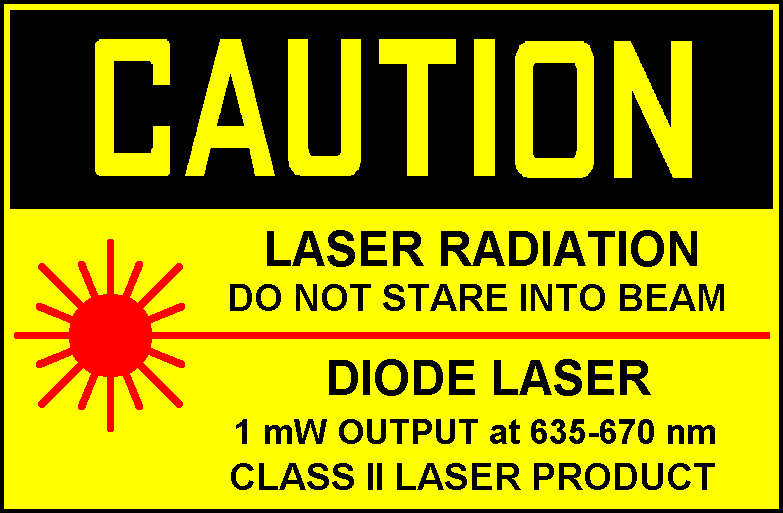 CAUTION
LASER RADIATION
DO NOT STARE INTO BEAM
DIODE LASER
1 mW OUTPUT at 635-670 nm
CLASS II LASER PRODUCT